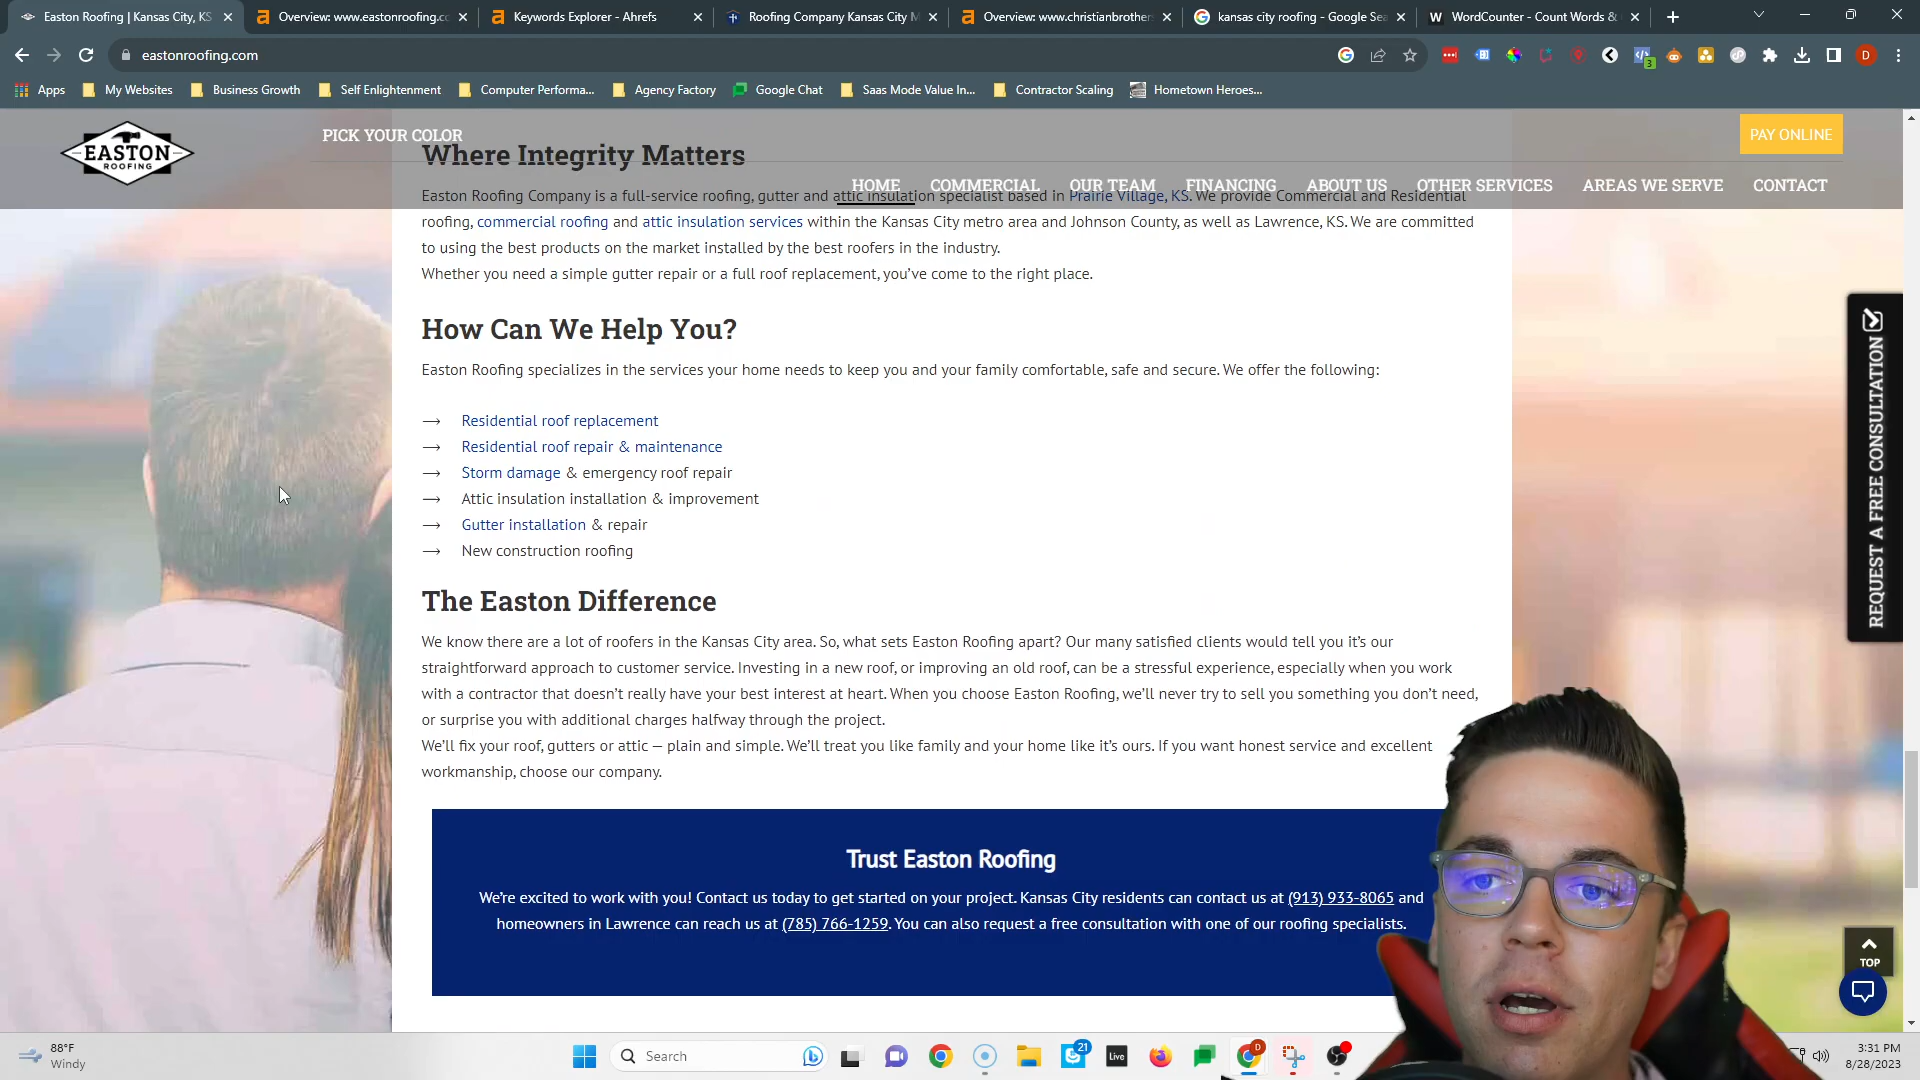 Easton Roofing | Kansas City, KS
Overview: www.eastonroofing.co
Keywords Explorer - Ahrefs
Roofing Company Kansas City M
Overview: www.christianbrother
kansas city roofing - Google Sea
WordCounter - Count Words &
eastonroofing.com
3
D
Apps
My Websites
Business Growth
Self Enlightenment
Computer Performa...
Agency Factory
Google Chat
Saas Mode Value In...
Contractor Scaling
Hometown Heroes...
EASTON
ROOFING
PICK YOUR COLOR
PAY ONLINE
HOME
COMMERCIAL
OUR TEAM
FINANCING
ABOUT US
OTHER SERVICES
AREAS WE SERVE
CONTACT
Where Integrity Matters
Easton Roofing Company is a full-service roofing, gutter and attic insulation specialist based in Prairie Village, KS. We provide Commercial and Residential
roofing, commercial roofing and attic insulation services within the Kansas City metro area and Johnson County, as well as Lawrence, KS. We are committed
to using the best products on the market installed by the best roofers in the industry.
Whether you need a simple gutter repair or a full roof replacement, you've come to the right place.
How Can We Help You?
Easton Roofing specializes in the services your home needs to keep you and your family comfortable, safe and secure. We offer the following:
Residential roof replacement
Residential roof repair & maintenance
Storm damage & emergency roof repair
Attic insulation installation & improvement
Gutter installation & repair
New construction roofing
REQUEST A FREE CONSULTATION
The Easton Difference
We know there are a lot of roofers in the Kansas City area. So, what sets Easton Roofing apart? Our many satisfied clients would tell you it's our
straightforward approach to customer service. Investing in a new roof, or improving an old roof, can be a stressful experience, especially when you work
with a contractor that doesn't really have your best interest at heart. When you choose Easton Roofing, we'll never try to sell you something you don't need,
or surprise you with additional charges halfway through the project.
We'll fix your roof, gutters or attic — plain and simple. We'll treat you like family and your home like it's ours. If you want honest service and excellent
workmanship, choose our company.
Trust Easton Roofing
We're excited to work with you! Contact us today to get started on your project. Kansas City residents can contact us at (913) 933-8065 and
homeowners in Lawrence can reach us at (785) 766-1259. You can also request a free consultation with one of our roofing specialists.
TOP
88°F
Windy
Search
21
Live
D
3:31 PM
8/28/2023